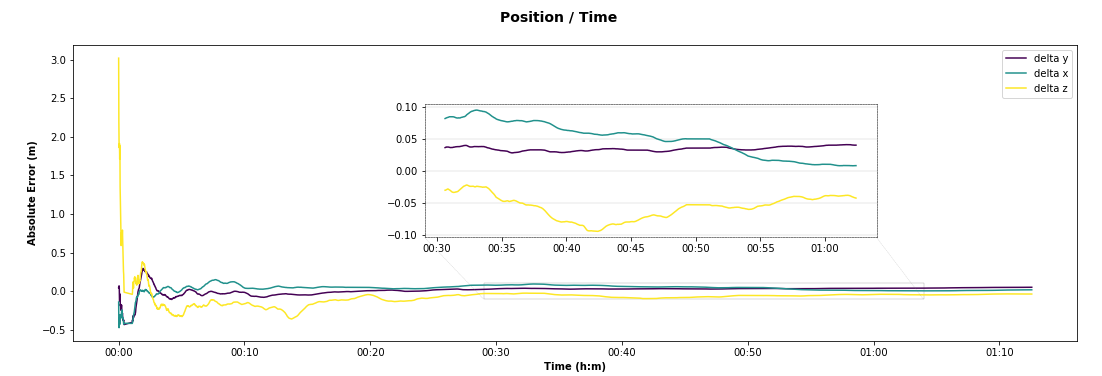 Position / Time
Absolute Error (m)
3.0
2.5
2.0
1.5
1.0
0.5
0.0
−0.5
delta y
delta x
delta z
0.10
0.05
0.00
−0.05
−0.10
00:30 00:35 00:40 00:45 00:50 00:55 01:00
00:00 00:10 00:20 00:30 00:40 00:50 01:00 01:10
Time (h:m)